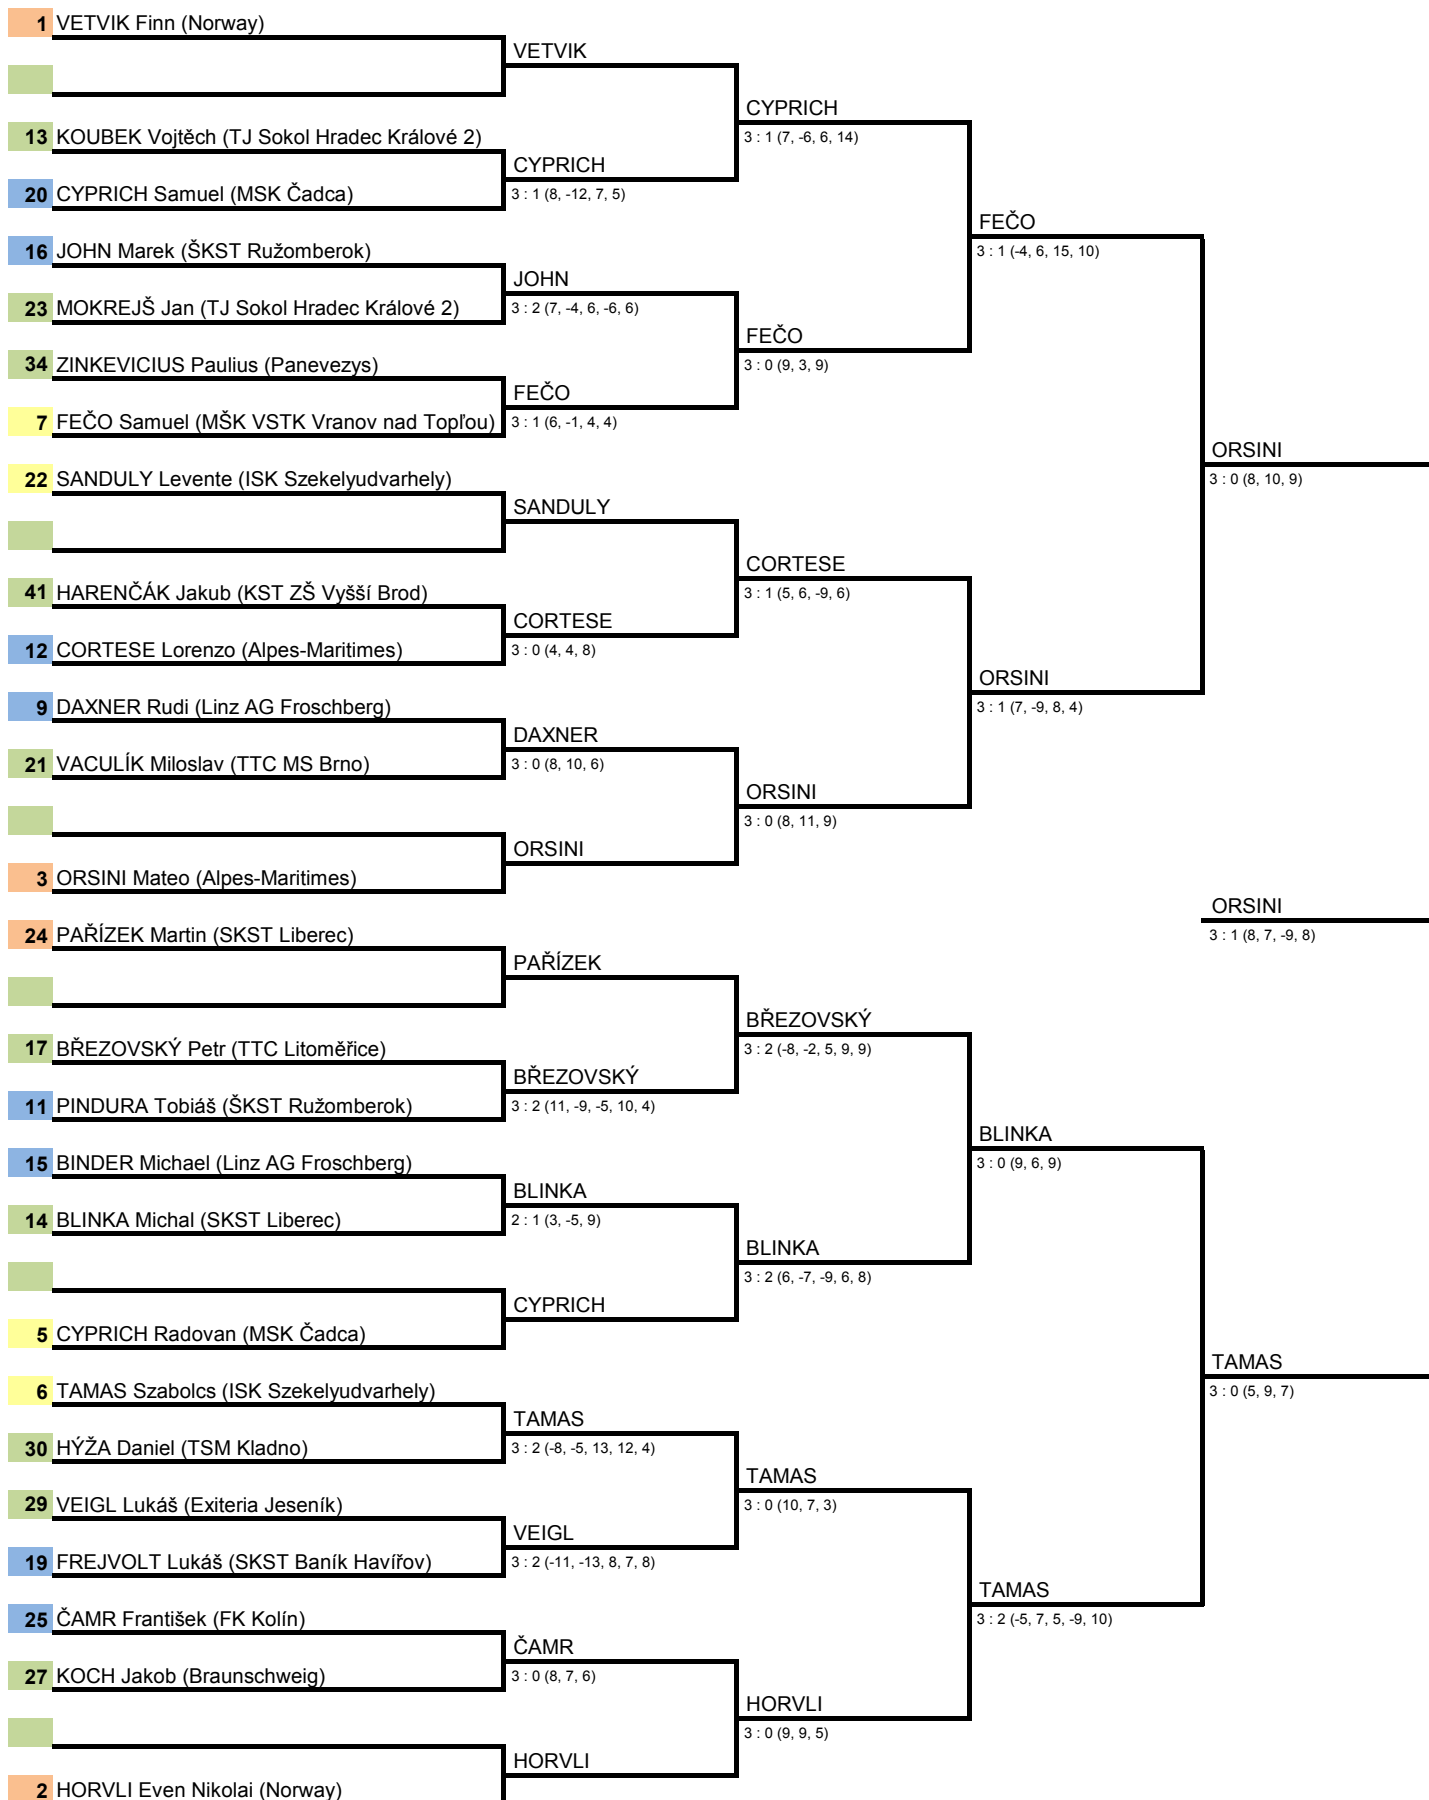 1 VETVIK Finn (Norway)
VETVIK
CYPRICH
13 KOUBEK Vojtěch (TJ Sokol Hradec Králové 2)
3 : 1 (7, -6, 6, 14)
CYPRICH
20 CYPRICH Samuel (MSK Čadca)
3 : 1 (8, -12, 7, 5)
FEČO
16 JOHN Marek (ŠKST Ružomberok)
3 : 1 (-4, 6, 15, 10)
JOHN
23 MOKREJŠ Jan (TJ Sokol Hradec Králové 2)
3 : 2 (7, -4, 6, -6, 6)
FEČO
34 ZINKEVICIUS Paulius (Panevezys)
3 : 0 (9, 3, 9)
FEČO
7 FEČO Samuel (MŠK VSTK Vranov nad Topľou)
3 : 1 (6, -1, 4, 4)
ORSINI
22 SANDULY Levente (ISK Szekelyudvarhely)
3 : 0 (8, 10, 9)
SANDULY
CORTESE
41 HARENČÁK Jakub (KST ZŠ Vyšší Brod)
3 : 1 (5, 6, -9, 6)
CORTESE
12 CORTESE Lorenzo (Alpes-Maritimes)
3 : 0 (4, 4, 8)
ORSINI
9 DAXNER Rudi (Linz AG Froschberg)
3 : 1 (7, -9, 8, 4)
DAXNER
21 VACULÍK Miloslav (TTC MS Brno)
3 : 0 (8, 10, 6)
ORSINI
3 : 0 (8, 11, 9)
ORSINI
3 ORSINI Mateo (Alpes-Maritimes)
ORSINI
24 PAŘÍZEK Martin (SKST Liberec)
3 : 1 (8, 7, -9, 8)
PAŘÍZEK
BŘEZOVSKÝ
17 BŘEZOVSKÝ Petr (TTC Litoměřice)
3 : 2 (-8, -2, 5, 9, 9)
BŘEZOVSKÝ
11 PINDURA Tobiáš (ŠKST Ružomberok)
3 : 2 (11, -9, -5, 10, 4)
BLINKA
15 BINDER Michael (Linz AG Froschberg)
3 : 0 (9, 6, 9)
BLINKA
14 BLINKA Michal (SKST Liberec)
2 : 1 (3, -5, 9)
BLINKA
3 : 2 (6, -7, -9, 6, 8)
CYPRICH
5 CYPRICH Radovan (MSK Čadca)
TAMAS
6 TAMAS Szabolcs (ISK Szekelyudvarhely)
3 : 0 (5, 9, 7)
TAMAS
30 HÝŽA Daniel (TSM Kladno)
3 : 2 (-8, -5, 13, 12, 4)
TAMAS
29 VEIGL Lukáš (Exiteria Jeseník)
3 : 0 (10, 7, 3)
VEIGL
19 FREJVOLT Lukáš (SKST Baník Havířov)
3 : 2 (-11, -13, 8, 7, 8)
TAMAS
25 ČAMR František (FK Kolín)
3 : 2 (-5, 7, 5, -9, 10)
ČAMR
27 KOCH Jakob (Braunschweig)
3 : 0 (8, 7, 6)
HORVLI
3 : 0 (9, 9, 5)
HORVLI
2 HORVLI Even Nikolai (Norway)